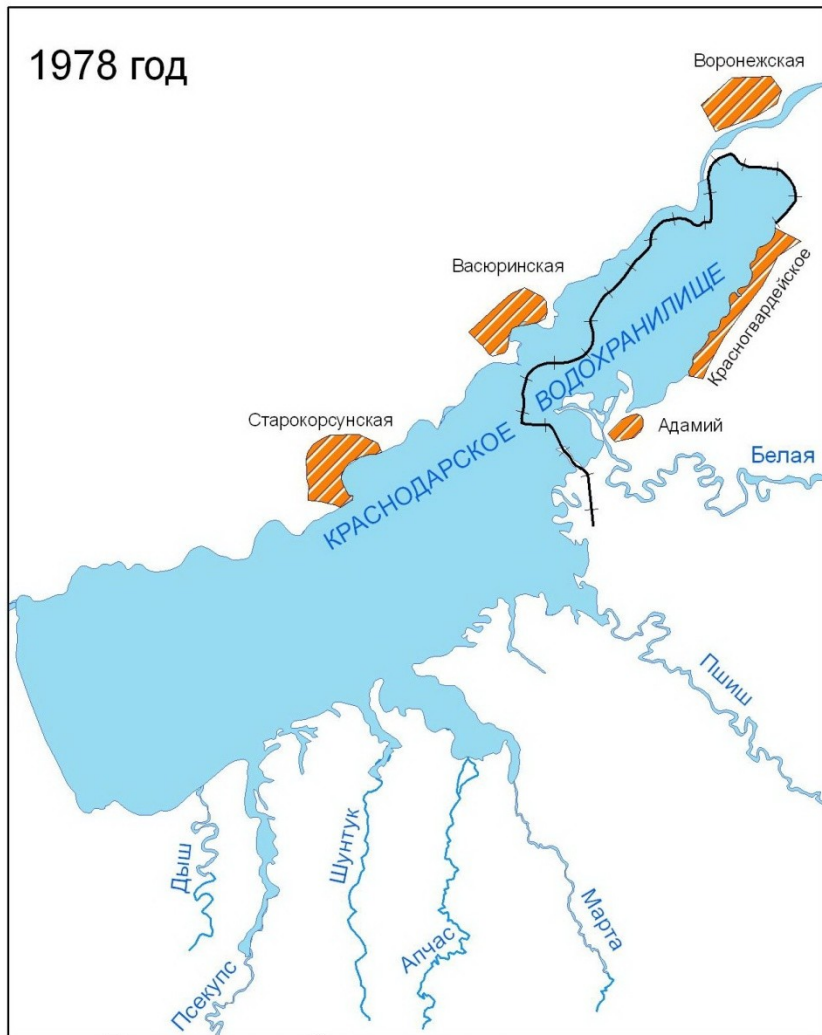 1978 год
Воронежская
Васюринская
Красногвардейское
Старокорсунская
КРАСНОДАРСКОЕ ВОДОХРАНИЛИЩЕ
Адамий
Белая
Пшиш
Дыш
Шунтук
Апчас
Марта
Псекупс